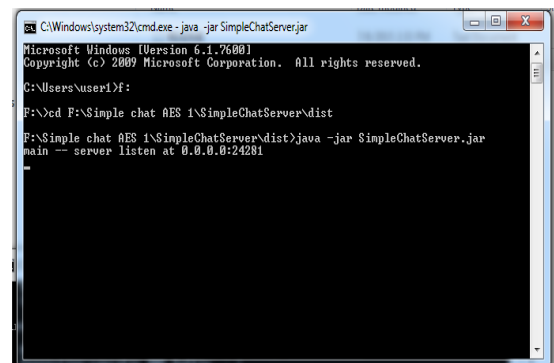 C:\Windows\system32\cmd.exe - java -jar SimpleChatServer.jar
Microsoft Windows [Version 6.1.7600]
Copyright (c) 2009 Microsoft Corporation.  All rights reserved.
C:\Users\user1>f:
F:\>cd F:\Simple chat AES 1\SimpleChatServer\dist
F:\Simple chat AES 1\SimpleChatServer\dist>java -jar SimpleChatServer.jar
main -- server listen at 0.0.0.0:24281